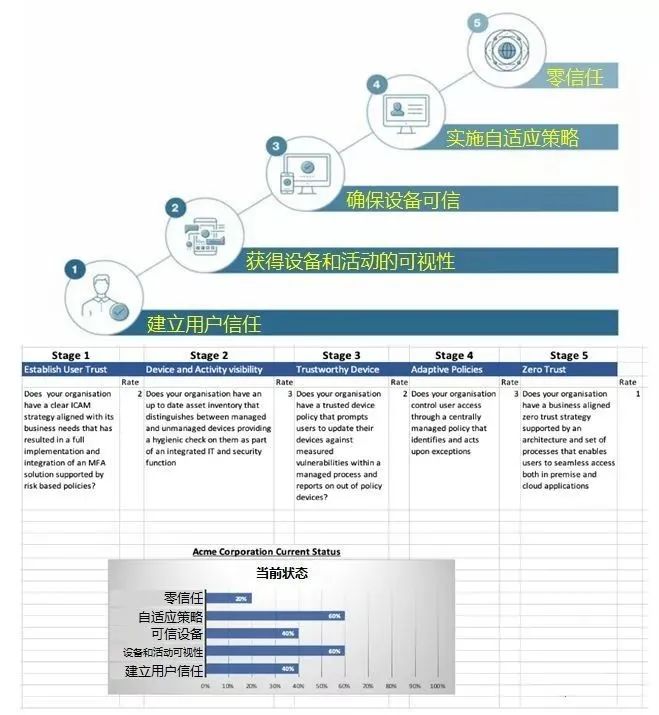 5
零信任
4
实施自适应策略
3
确保设备可信
2
获得设备和活动的可视性
1
建立用户信任
Stage 1 Stage 2 Stage 3 Stage 4 Stage 5
Establish User Trust Device and Activity visibility Trustworthy Device Adaptive Policies Zero Trust
Rate Rate Rate Rate Rate
Does your organisation 2 Does your organisation have an 3 Does your organisation 2 Does your organisation 3 Does your organisation 1
have a clear ICAM up to date asset inventory that have a trusted device control user access have a business aligned
strategy aligned with its distinguishes between managed policy that prompts through a centrally zero trust strategy
business needs that has and unmanaged devices providing users to update their managed policy that supported by an
resulted in a full a hygienic check on them as part devices against identifies and acts architecture and set of
implementation and of an integrated IT and security measured upon exceptions processes that enables
integration of an MFA function vulnerabilities within a users to seamless access
solution supported by managed process and both in premise and
risk based policies? reports on out of policy cloud applications
devices?
Acme Corporation Current Status
当前状态
零信任 20%
自适应策略 60%
可信设备 40%
设备和活动可视性 60%
建立用户信任 40%
0% 10% 20% 30% 40% 50% 60% 70% 80% 90% 100%